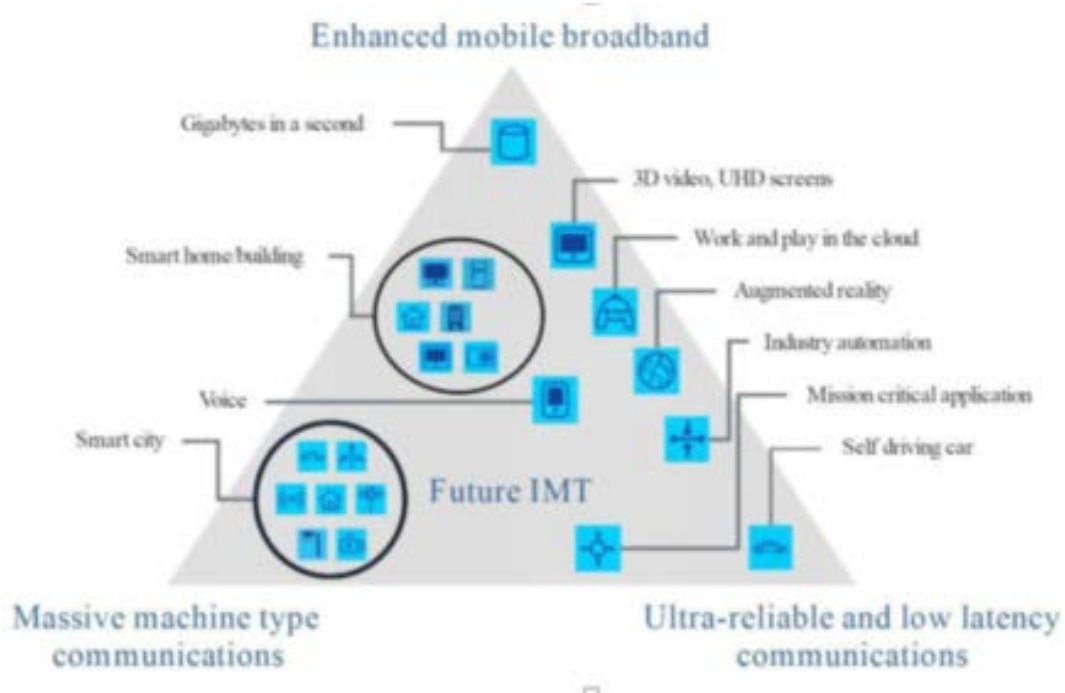 Enhanced mobile broadband
Gigabytes in a second
3D video, UHD screens
Work and play in the cloud
Smart home/building
Augmented reality
Industry automation
Mission critical application
Voice
Smart city
Self driving car
Future IMT
Massive machine type
communications
Ultra-reliable and low latency
communications